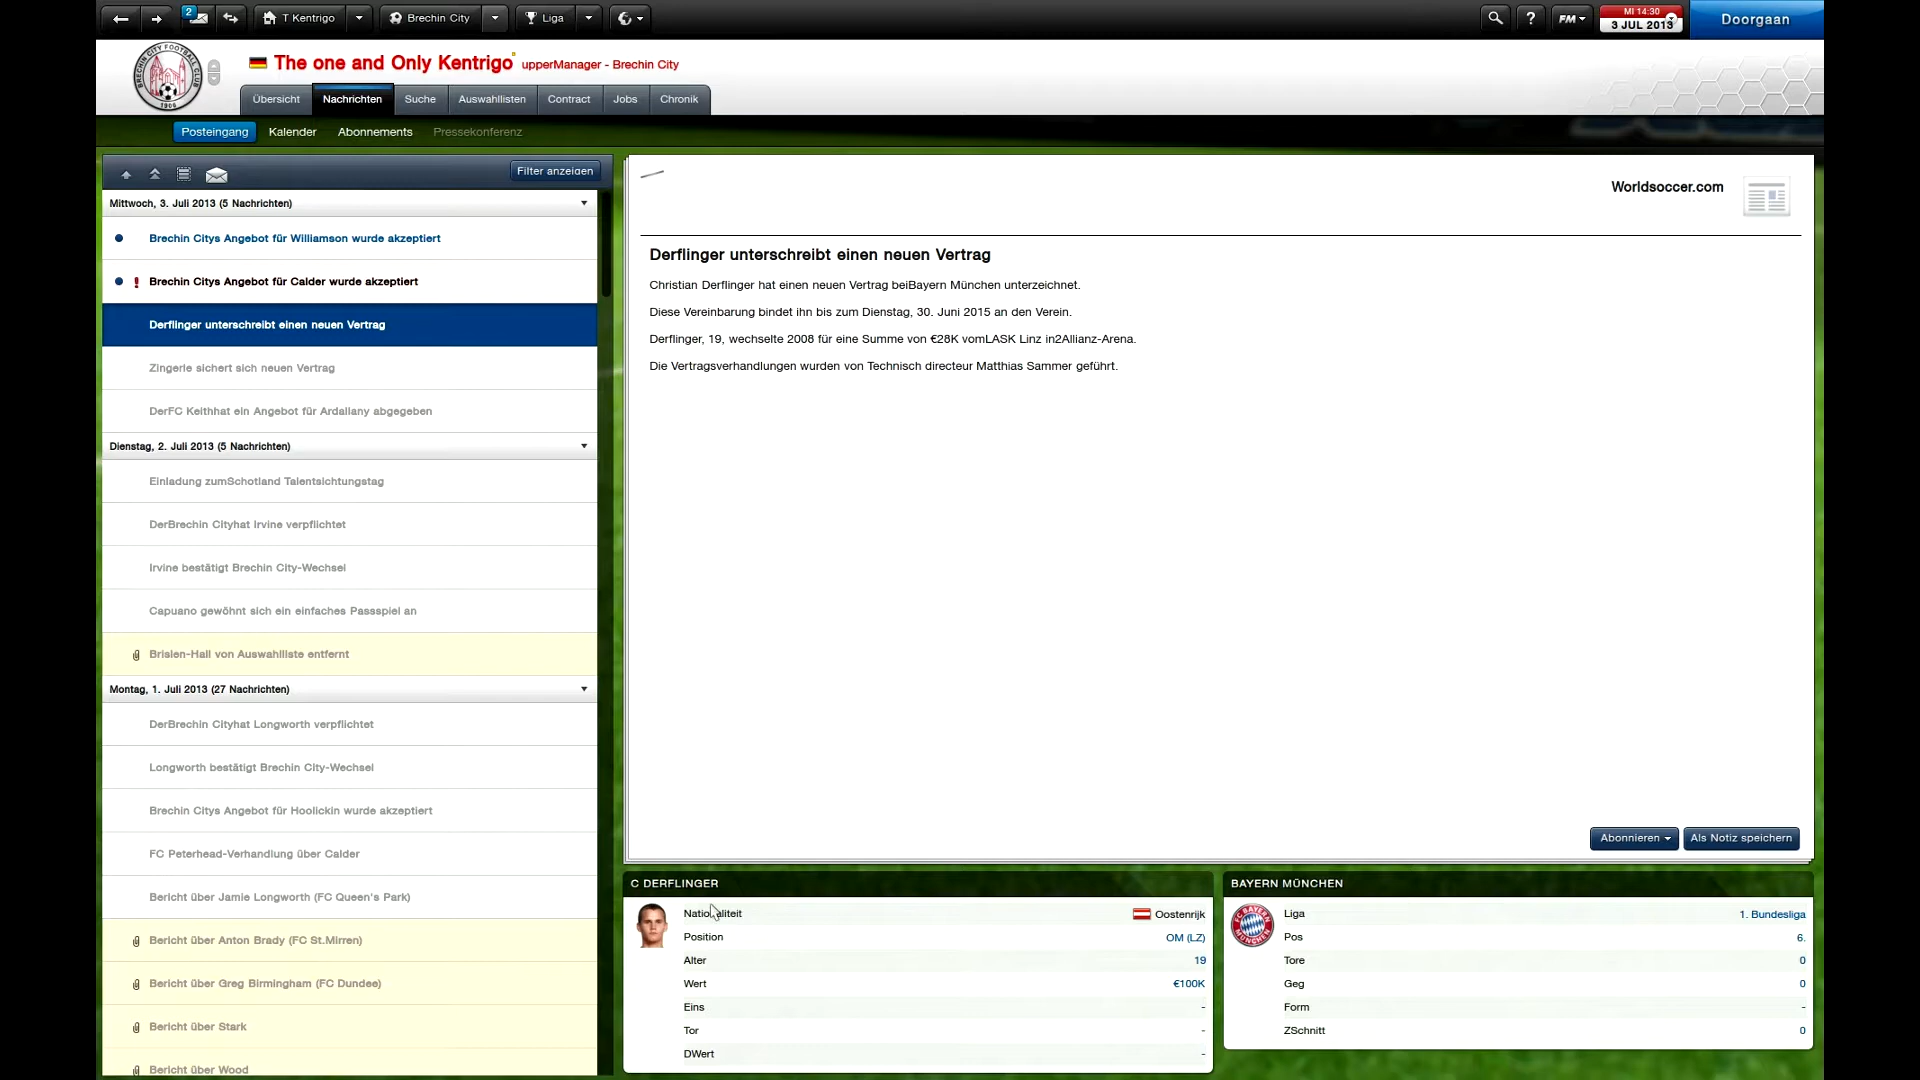 2
T Kentrigo
Brechin City
Liga
?
FM
MI 14:30
3 JUL 2013
Doorgaan
BRECHIN CITY FOOTBALL CLUB
1906
The one and Only Kentrigo
upperManager - Brechin City
Übersicht
Nachrichten
Suche
Auswahllisten
Contract
Jobs
Chronik
Posteingang
Kalender
Abonnements
Pressekonferenz
Filter anzeigen
Mittwoch, 3. Juli 2013 (5 Nachrichten)
Brechin Citys Angebot für Williamson wurde akzeptiert
! Brechin Citys Angebot für Calder wurde akzeptiert
Derflinger unterschreibt einen neuen Vertrag
Zingerle sichert sich neuen Vertrag
DerFC Keithhat ein Angebot für Ardallany abgegeben
Dienstag, 2. Juli 2013 (5 Nachrichten)
Einladung zumSchotland Talentsichtungstag
DerBrechin Cityhat Irvine verpflichtet
Irvine bestätigt Brechin City-Wechsel
Capuano gewöhnt sich ein einfaches Passspiel an
Brislen-Hall von Auswahlliste entfernt
Montag, 1. Juli 2013 (27 Nachrichten)
DerBrechin Cityhat Longworth verpflichtet
Longworth bestätigt Brechin City-Wechsel
Brechin Citys Angebot für Hoolickin wurde akzeptiert
FC Peterhead-Verhandlung über Calder
Bericht über Jamie Longworth (FC Queen's Park)
Bericht über Anton Brady (FC St.Mirren)
Bericht über Greg Birmingham (FC Dundee)
Bericht über Stark
Bericht über Wood
Worldsoccer.com
Derflinger unterschreibt einen neuen Vertrag
Christian Derflinger hat einen neuen Vertrag beiBayern München unterzeichnet.
Diese Vereinbarung bindet ihn bis zum Dienstag, 30. Juni 2015 an den Verein.
Derflinger, 19, wechselte 2008 für eine Summe von €28K vomLASK Linz in2Allianz-Arena.
Die Vertragsverhandlungen wurden von Technisch directeur Matthias Sammer geführt.
Abonnieren
Als Notiz speichern
C DERFLINGER
Nationaliteit Oostenrijk
Position OM (LZ)
Alter 19
Wert €100K
Eins -
Tor -
DWert -
BAYERN MÜNCHEN
FC BAYERN MÜNCHEN
Liga 1. Bundesliga
Pos 6.
Tore 0
Geg 0
Form -
ZSchnitt 0